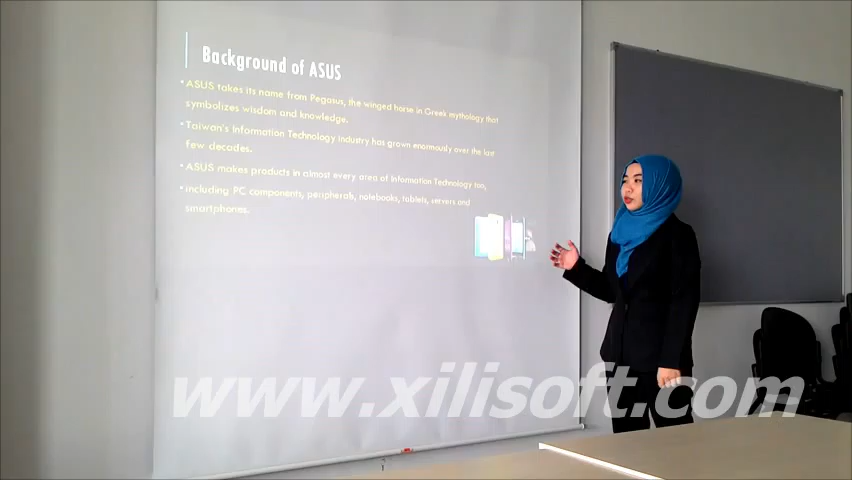 Background of ASUS
• ASUS takes its name from Pegasus, the winged horse in Greek mythology that
symbolizes wisdom and knowledge.
• Taiwan's Information Technology industry has grown enormously over the last
few decades.
• ASUS makes products in almost every area of Information Technology too,
• including PC components, peripherals, notebooks, tablets, servers and
smartphones.
www.xilisoft.com